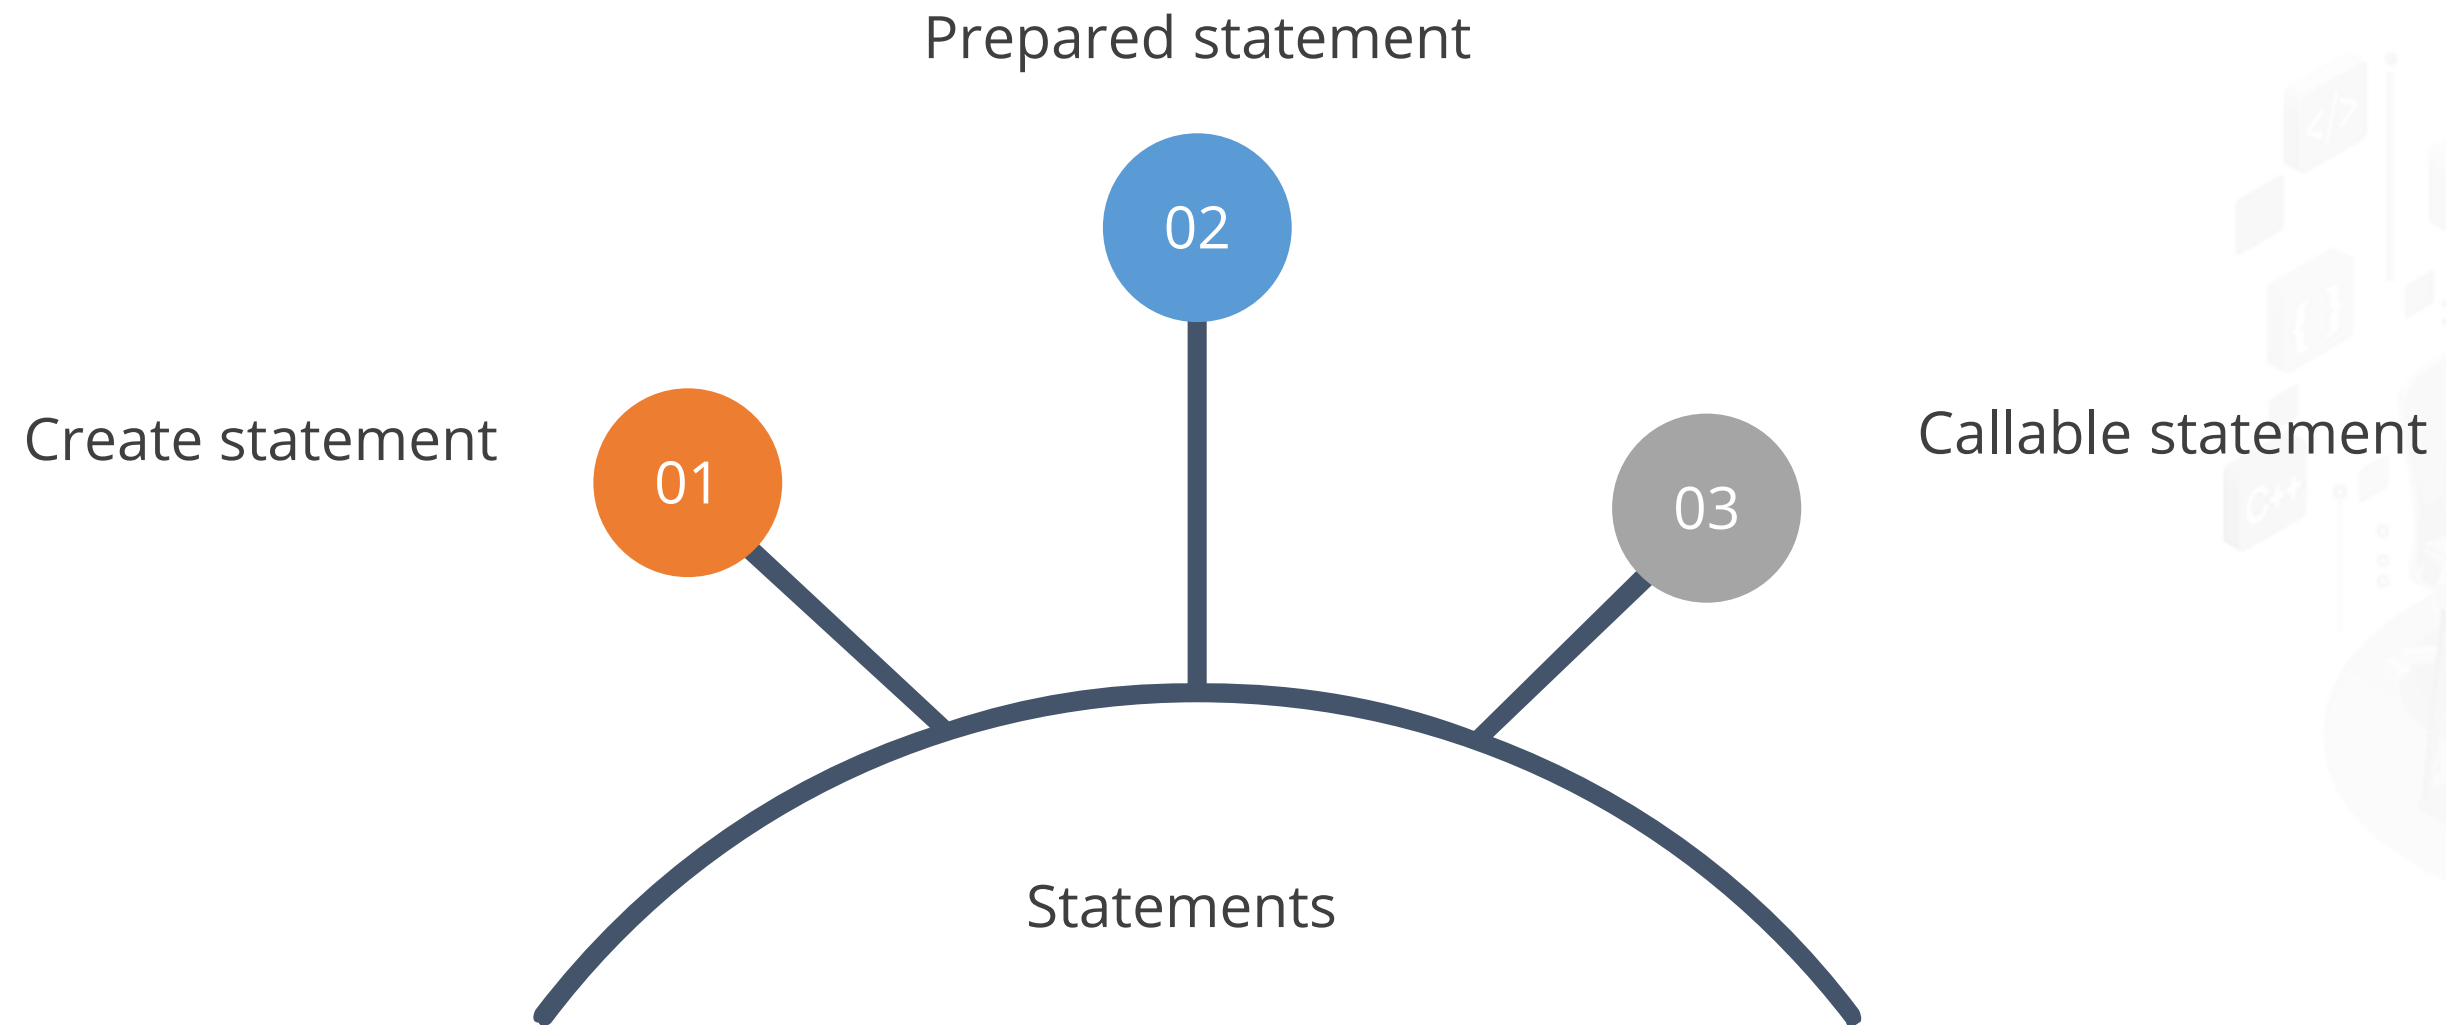 Prepared statement
02
Create statement
01
Callable statement
03
Statements
</>
{ }
C++